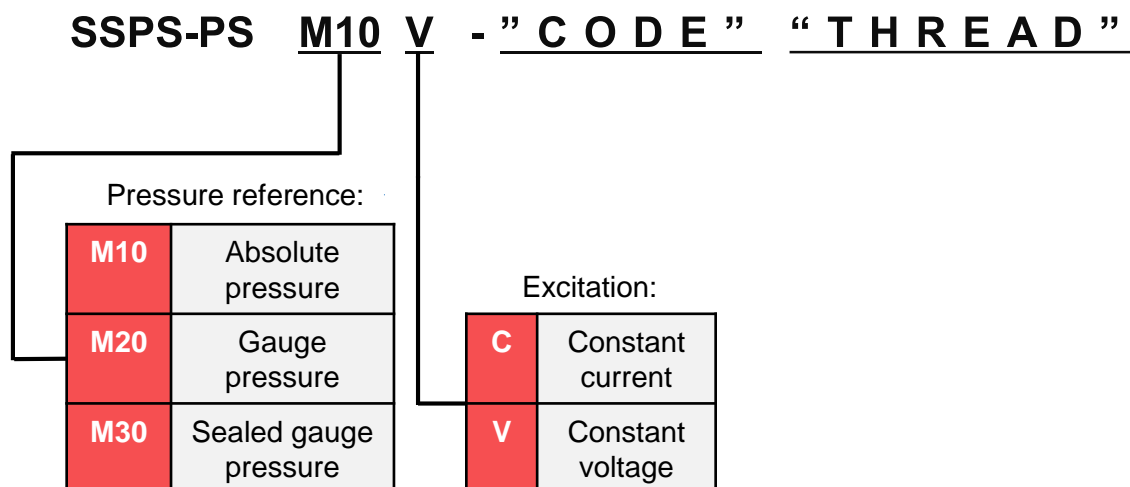 SSPS-PS M10 V - ”CODE” “THREAD”
Pressure reference:
M10 Absolute
pressure
M20 Gauge
pressure
M30 Sealed gauge
pressure
Excitation:
C Constant
current
V Constant
voltage